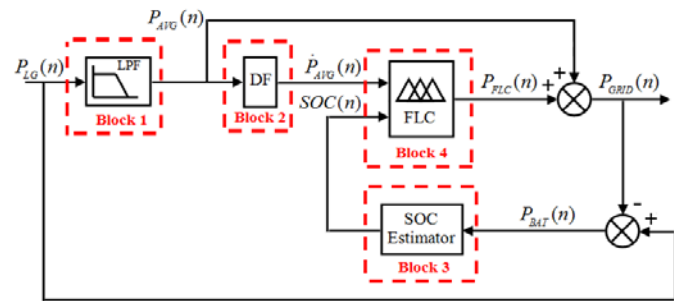 P_AVG(n)
P_LG(n)
LPF
Block 1
DF
Block 2
Ṗ_AVG(n)
SOC(n)
FLC
Block 4
P_FLC(n)
+
+
P_GRID(n)
SOC
Estimator
Block 3
P_BAT(n)
-
+